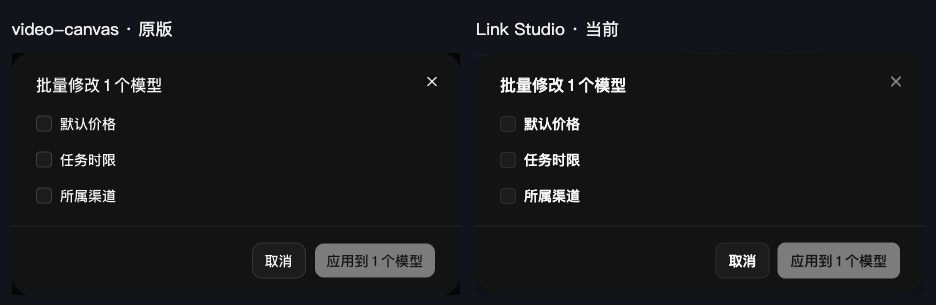 video-canvas · 原版
批量修改 1 个模型
默认价格
任务时限
所属渠道
取消
应用到 1 个模型
Link Studio · 当前
批量修改 1 个模型
默认价格
任务时限
所属渠道
取消
应用到 1 个模型